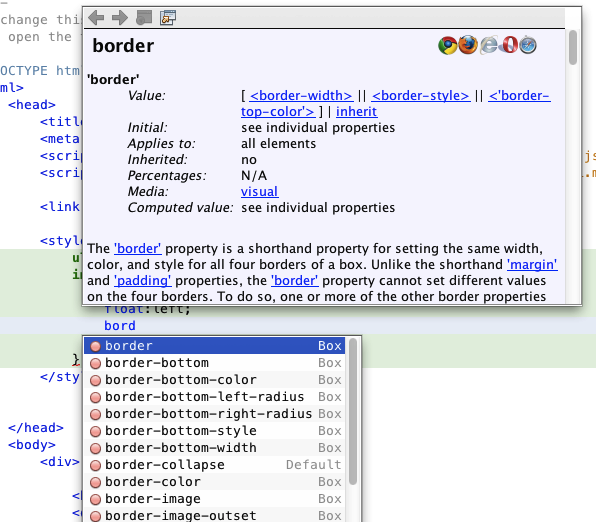 change this
border
open the
'border'
OCTYPE htm
Value: [ <border-width> || <border-style> || <'border-
ml>
top-color'> ] | inherit
<head>
Initial: see individual properties
<title
Applies to: all elements
<meta
Inherited: no
<scrip
js
<scrip
Percentages: N/A
.m
Media: visual
<link
Computed value: see individual properties
<style
The 'border' property is a shorthand property for setting the same width,
color, and style for all four borders of a box. Unlike the shorthand 'margin'
and 'padding' properties, the 'border' property cannot set different values
on the four borders. To do so, one or more of the other border properties
float:left;
bord
border Box
}
border-bottom Box
</sty
border-bottom-color Box
border-bottom-left-radius Box
border-bottom-right-radius Box
</head>
border-bottom-style Box
<body>
border-bottom-width Box
<div>
border-collapse Default
border-color Box
border-image Box
border-image-outset Box